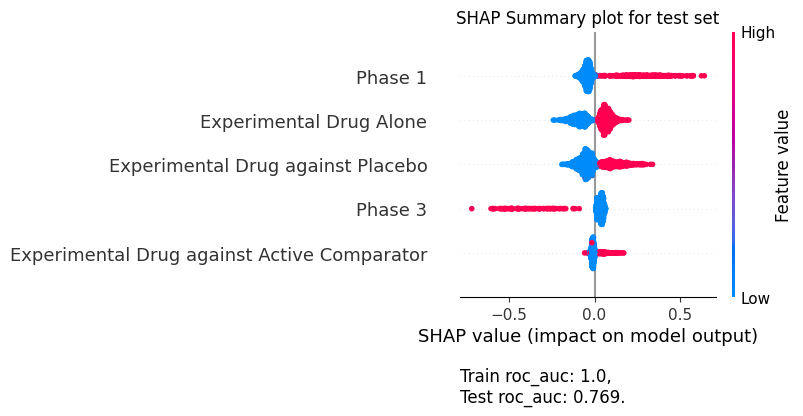 SHAP Summary plot for test set
High
Phase 1
Experimental Drug Alone
Experimental Drug against Placebo
Phase 3
Experimental Drug against Active Comparator
Feature value
Low
−0.5 0.0 0.5
SHAP value (impact on model output)
Train roc_auc: 1.0,
Test roc_auc: 0.769.